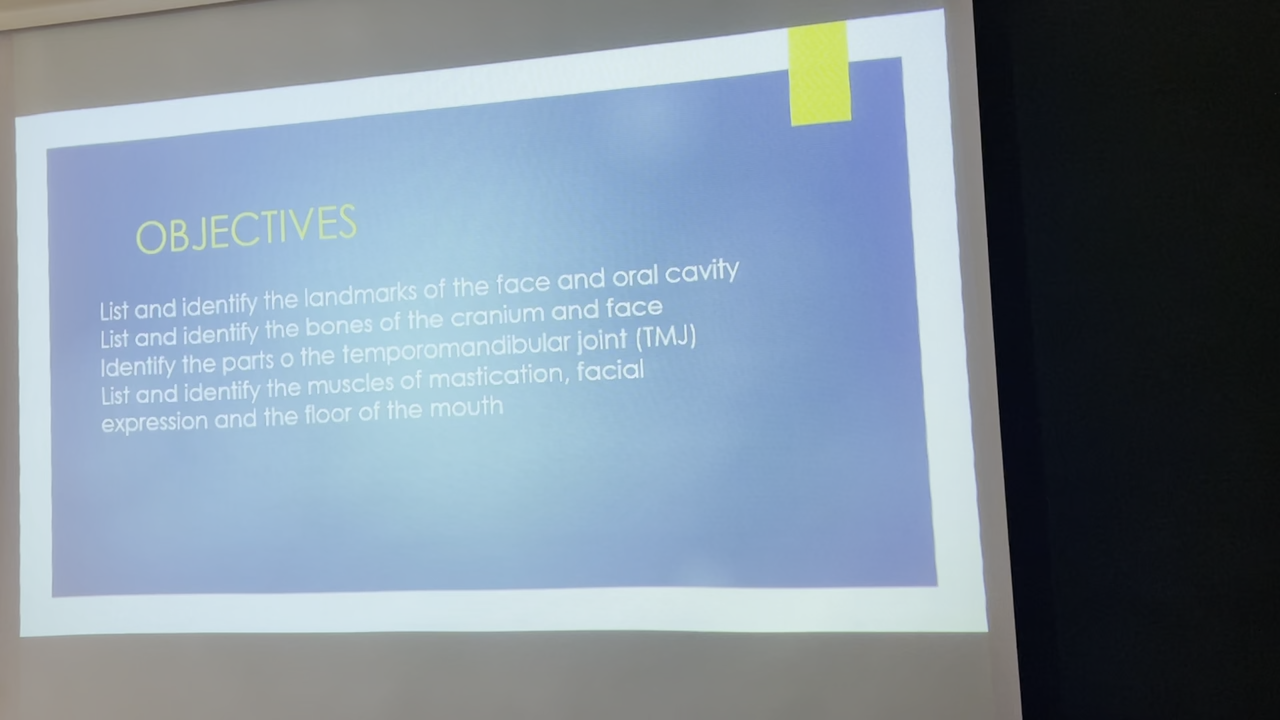 OBJECTIVES
List and identify the landmarks of the face and oral cavity
List and identify the bones of the cranium and face
Identify the parts o the temporomandibular joint (TMJ)
List and identify the muscles of mastication, facial
expression and the floor of the mouth